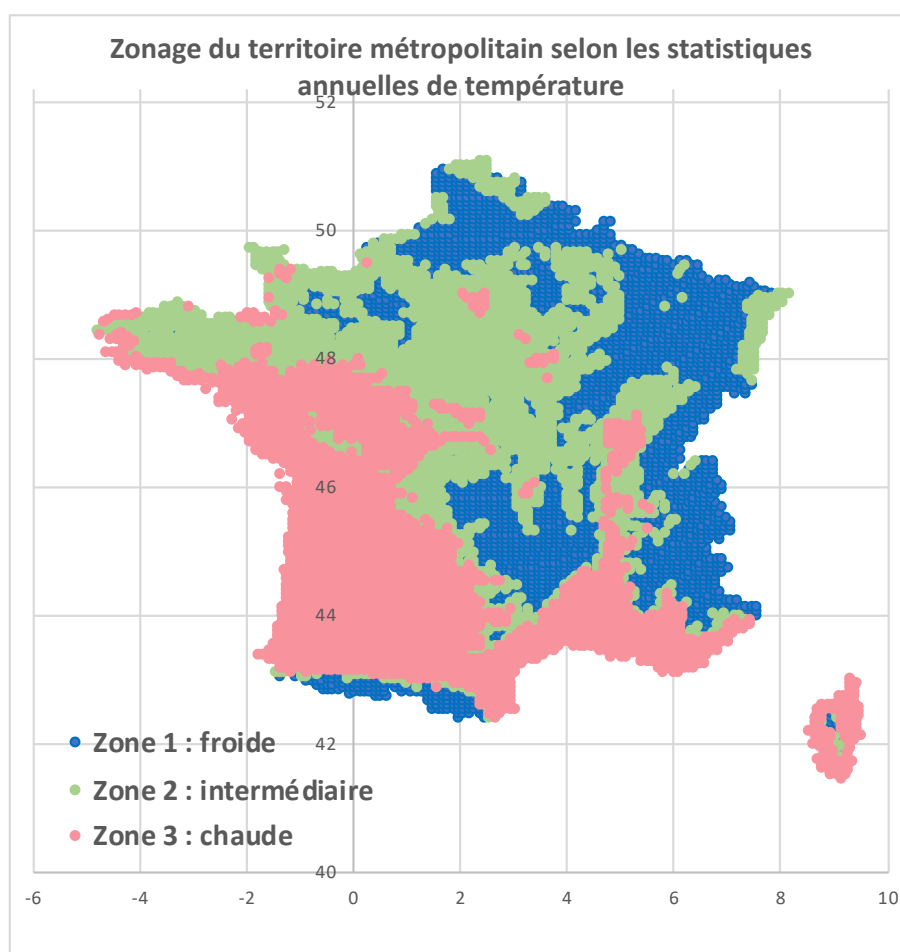 Zonage du territoire métropolitain selon les statistiques
annuelles de température
52
50
48
46
44
42
40
-6 -4 -2 0 2 4 6 8 10
Zone 1 : froide
Zone 2 : intermédiaire
Zone 3 : chaude